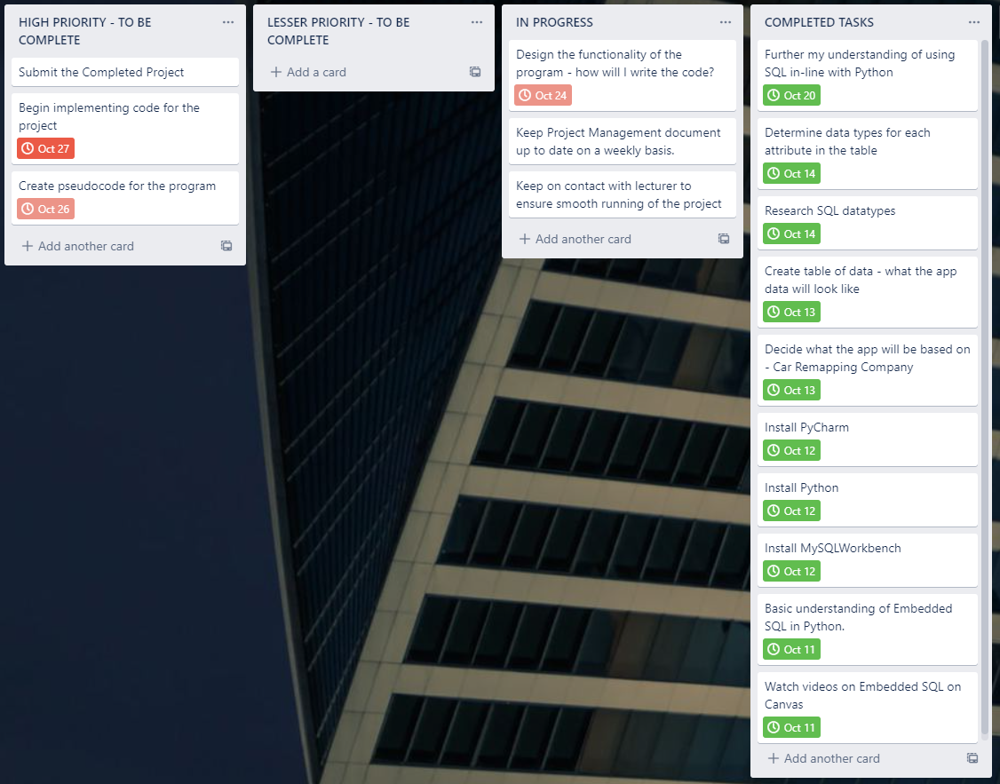 HIGH PRIORITY - TO BE
COMPLETE
Submit the Completed Project
Begin implementing code for the
project
Oct 27
Create pseudocode for the program
Oct 26
Add another card
LESSER PRIORITY - TO BE
COMPLETE
Add a card
IN PROGRESS
Design the functionality of the
program - how will I write the code?
Oct 24
Keep Project Management document
up to date on a weekly basis.
Keep on contact with lecturer to
ensure smooth running of the project
Add another card
COMPLETED TASKS
Further my understanding of using
SQL in-line with Python
Oct 20
Determine data types for each
attribute in the table
Oct 14
Research SQL datatypes
Oct 14
Create table of data - what the app
data will look like
Oct 13
Decide what the app will be based on
- Car Remapping Company
Oct 13
Install PyCharm
Oct 12
Install Python
Oct 12
Install MySQLWorkbench
Oct 12
Basic understanding of Embedded
SQL in Python.
Oct 11
Watch videos on Embedded SQL on
Canvas
Oct 11
Add another card